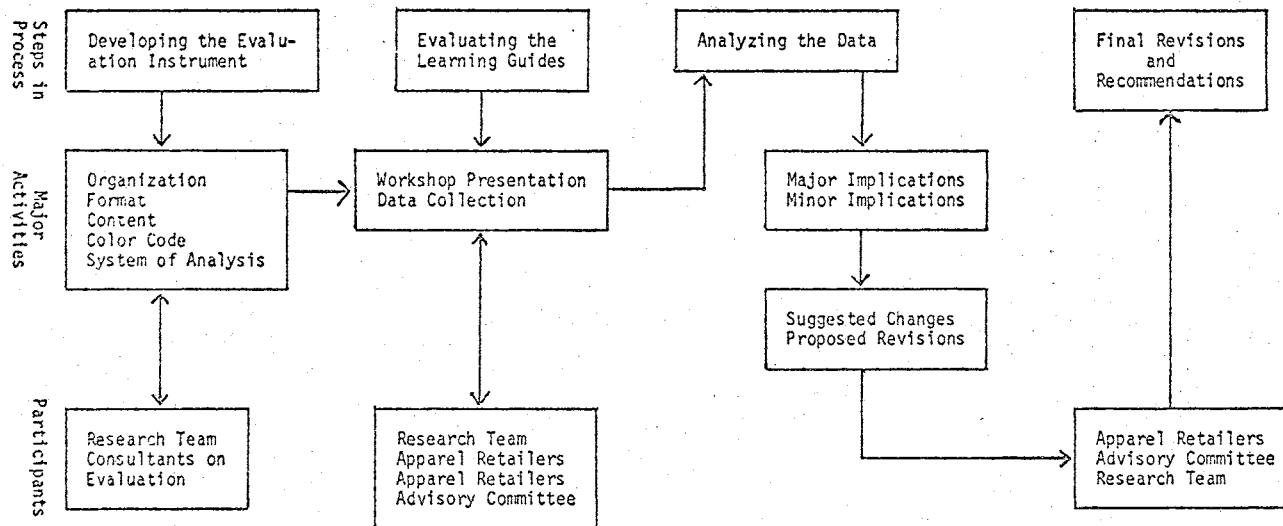 Steps in
Process
Developing the Evalu-
ation Instrument
Evaluating the
Learning Guides
Analyzing the Data
Final Revisions
and
Recommendations
Major
Activities
Organization
Format
Content
Color Code
System of Analysis
Workshop Presentation
Data Collection
Major Implications
Minor Implications
Suggested Changes
Proposed Revisions
Participants
Research Team
Consultants on
Evaluation
Research Team
Apparel Retailers
Apparel Retailers
Advisory Committee
Apparel Retailers
Advisory Committee
Research Team